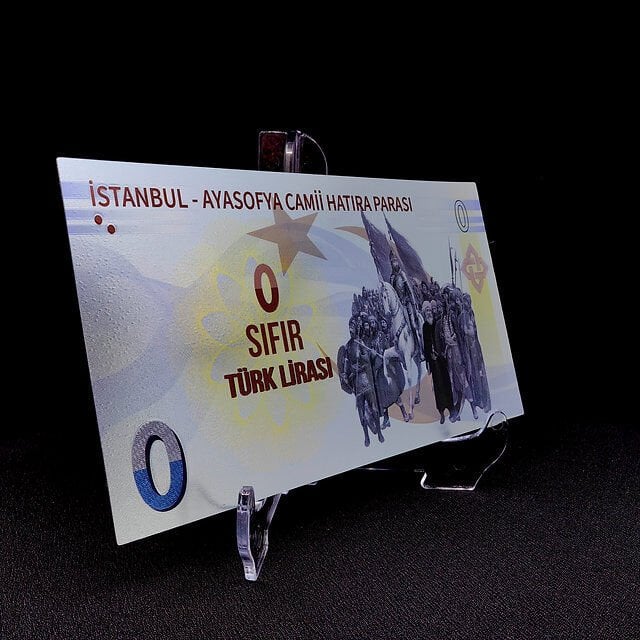 İSTANBUL - AYASOFYA CAMİİ HATIRA PARASI
0
0
SIFIR
TÜRK LİRASI
0